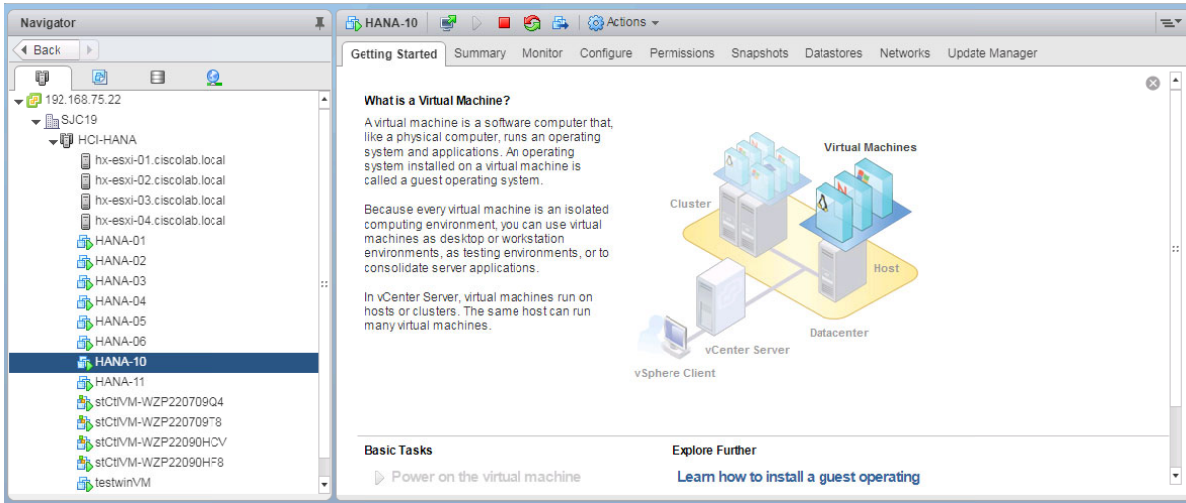 Navigator
Back
192.168.75.22
SJC19
HCI-HANA
hx-esxi-01.ciscolab.local
hx-esxi-02.ciscolab.local
hx-esxi-03.ciscolab.local
hx-esxi-04.ciscolab.local
HANA-01
HANA-02
HANA-03
HANA-04
HANA-05
HANA-06
HANA-10
HANA-11
stCtlVM-WZP220709Q4
stCtlVM-WZP220709T8
stCtlVM-WZP22090HCV
stCtlVM-WZP22090HF8
testwinVM
HANA-10 Actions
Getting Started Summary Monitor Configure Permissions Snapshots Datastores Networks Update Manager
What is a Virtual Machine?
A virtual machine is a software computer that,
like a physical computer, runs an operating
system and applications. An operating
system installed on a virtual machine is
called a guest operating system.
Because every virtual machine is an isolated
computing environment, you can use virtual
machines as desktop or workstation
environments, as testing environments, or to
consolidate server applications.
In vCenter Server, virtual machines run on
hosts or clusters. The same host can run
many virtual machines.
Virtual Machines
Cluster
Host
Datacenter
vCenter Server
vSphere Client
Basic Tasks
Power on the virtual machine
Explore Further
Learn how to install a guest operating